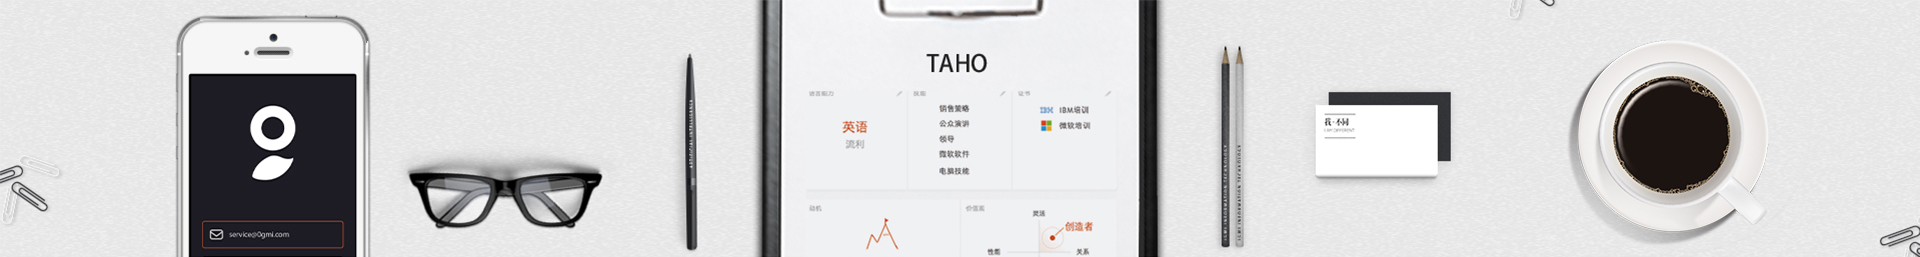 service@0gmi.com
TAHO
语言能力
技能
证书
英语
流利
销售策略
公众演讲
领导
微软软件
电脑技能
IBM IBM培训
微软培训
动机
价值观
灵活
创造者
性能
关系
我·不同